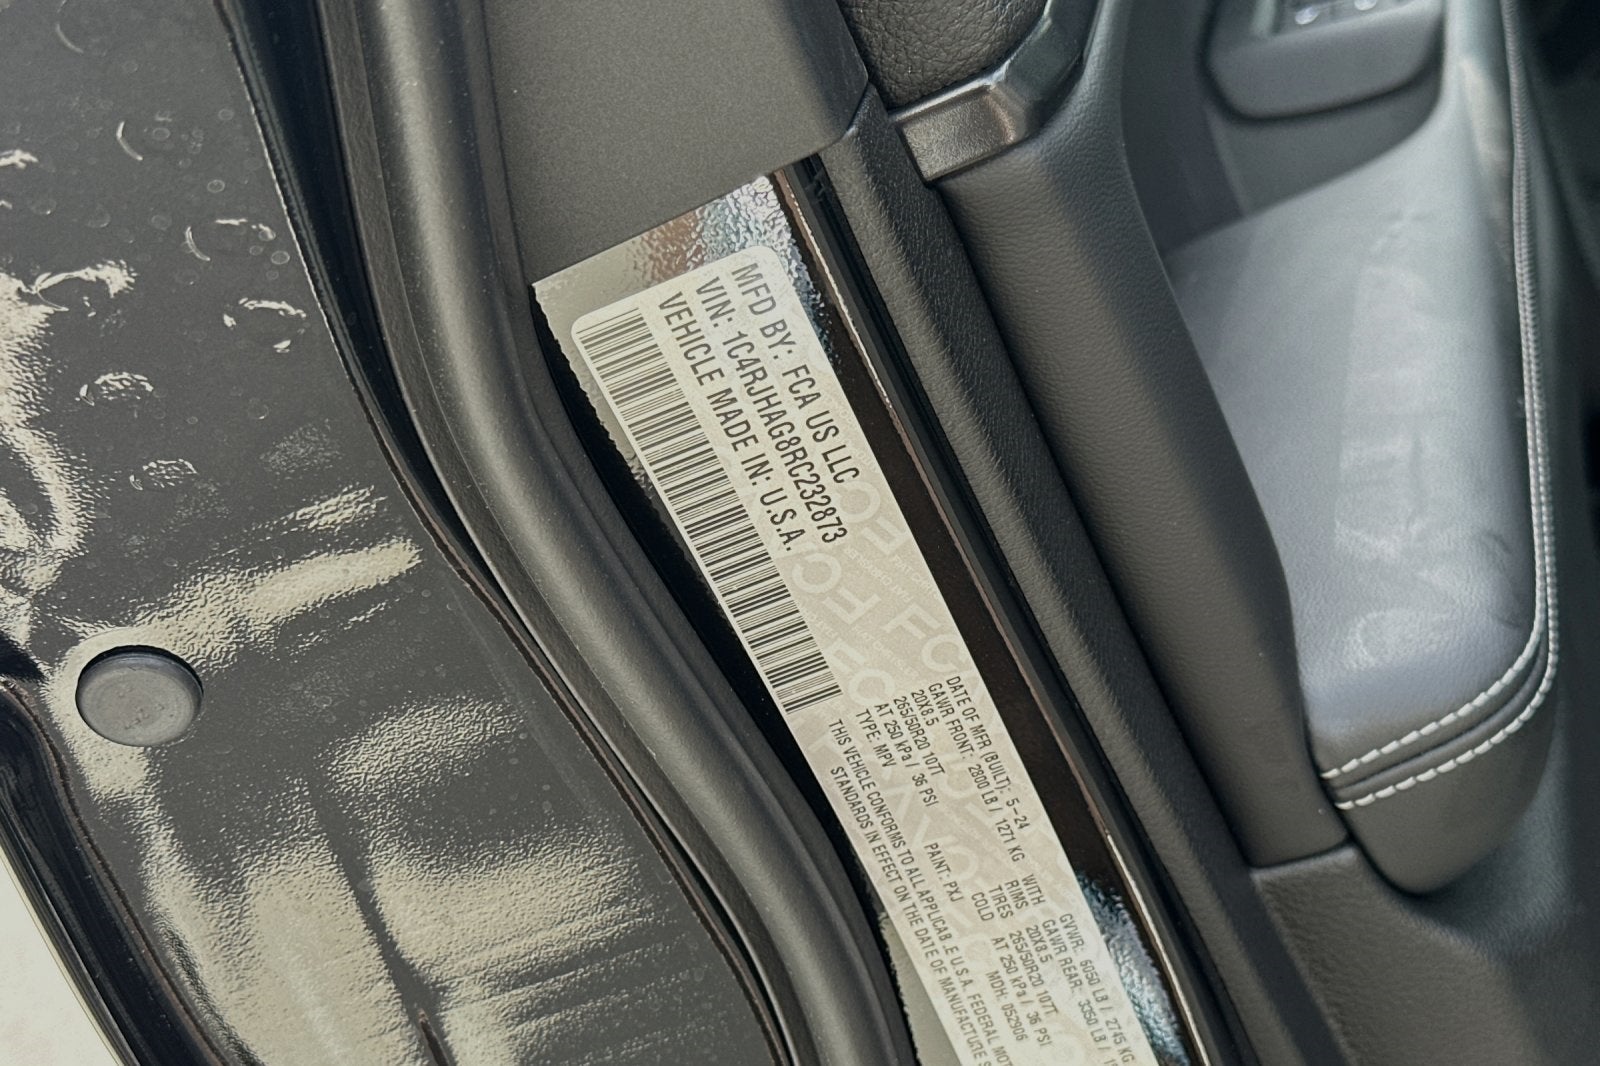 MFD BY: FCA US LLC
VIN: 1C4RJHAG8RC232873
VEHICLE MADE IN: U.S.A.
DATE OF MFR (BUILT): 5-24 GVWR: 6050 LB / 2745 KG
GAWR FRONT: 2800 LB / 1271 KG WITH GAWR REAR: 3350 LB /
20X8.5 RIMS 20X8.5
265/50R20 107T TIRES 265/50R20 107T
AT 250 kPa / 36 PSI COLD AT 250 kPa / 36 PSI
TYPE: MPV PAINT: PXJ MDH: 052906
THIS VEHICLE CONFORMS TO ALL APPLICABLE U.S.A. FEDERAL MOT
STANDARDS IN EFFECT ON THE DATE OF MANUFACTURE S